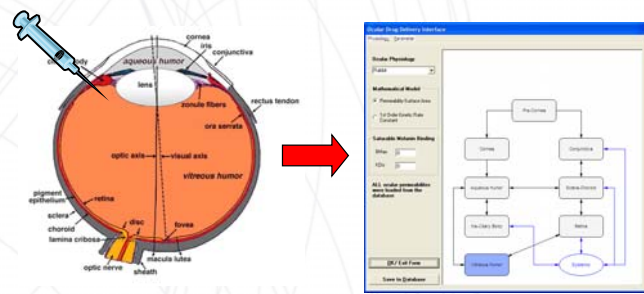 cornea
iris
conjunctiva
aqueous humor
lens
zonule fibers
rectus tendon
ora serrata
optic axis
visual axis
vitreous humor
pigment
epithelium
retina
sclera
choroid
lamina cribosa
disc
fovea
optic nerve
sheath
macula lutea
Ocular Drug Delivery Interface
Ocular Physiology
Rabbit
Mathematical Model
Permeability Surface Area
1st Order Kinetic Rate
Constant
Saturable Melanin Binding
ALL ocular permeabilities
were loaded from the
database
OK / Exit Form
Save to Database
Pre-Cornea
Cornea
Conjunctiva
Aqueous Humor
Sclera-Choroid
Iris-Ciliary Body
Retina
Vitreous Humor
Systemic